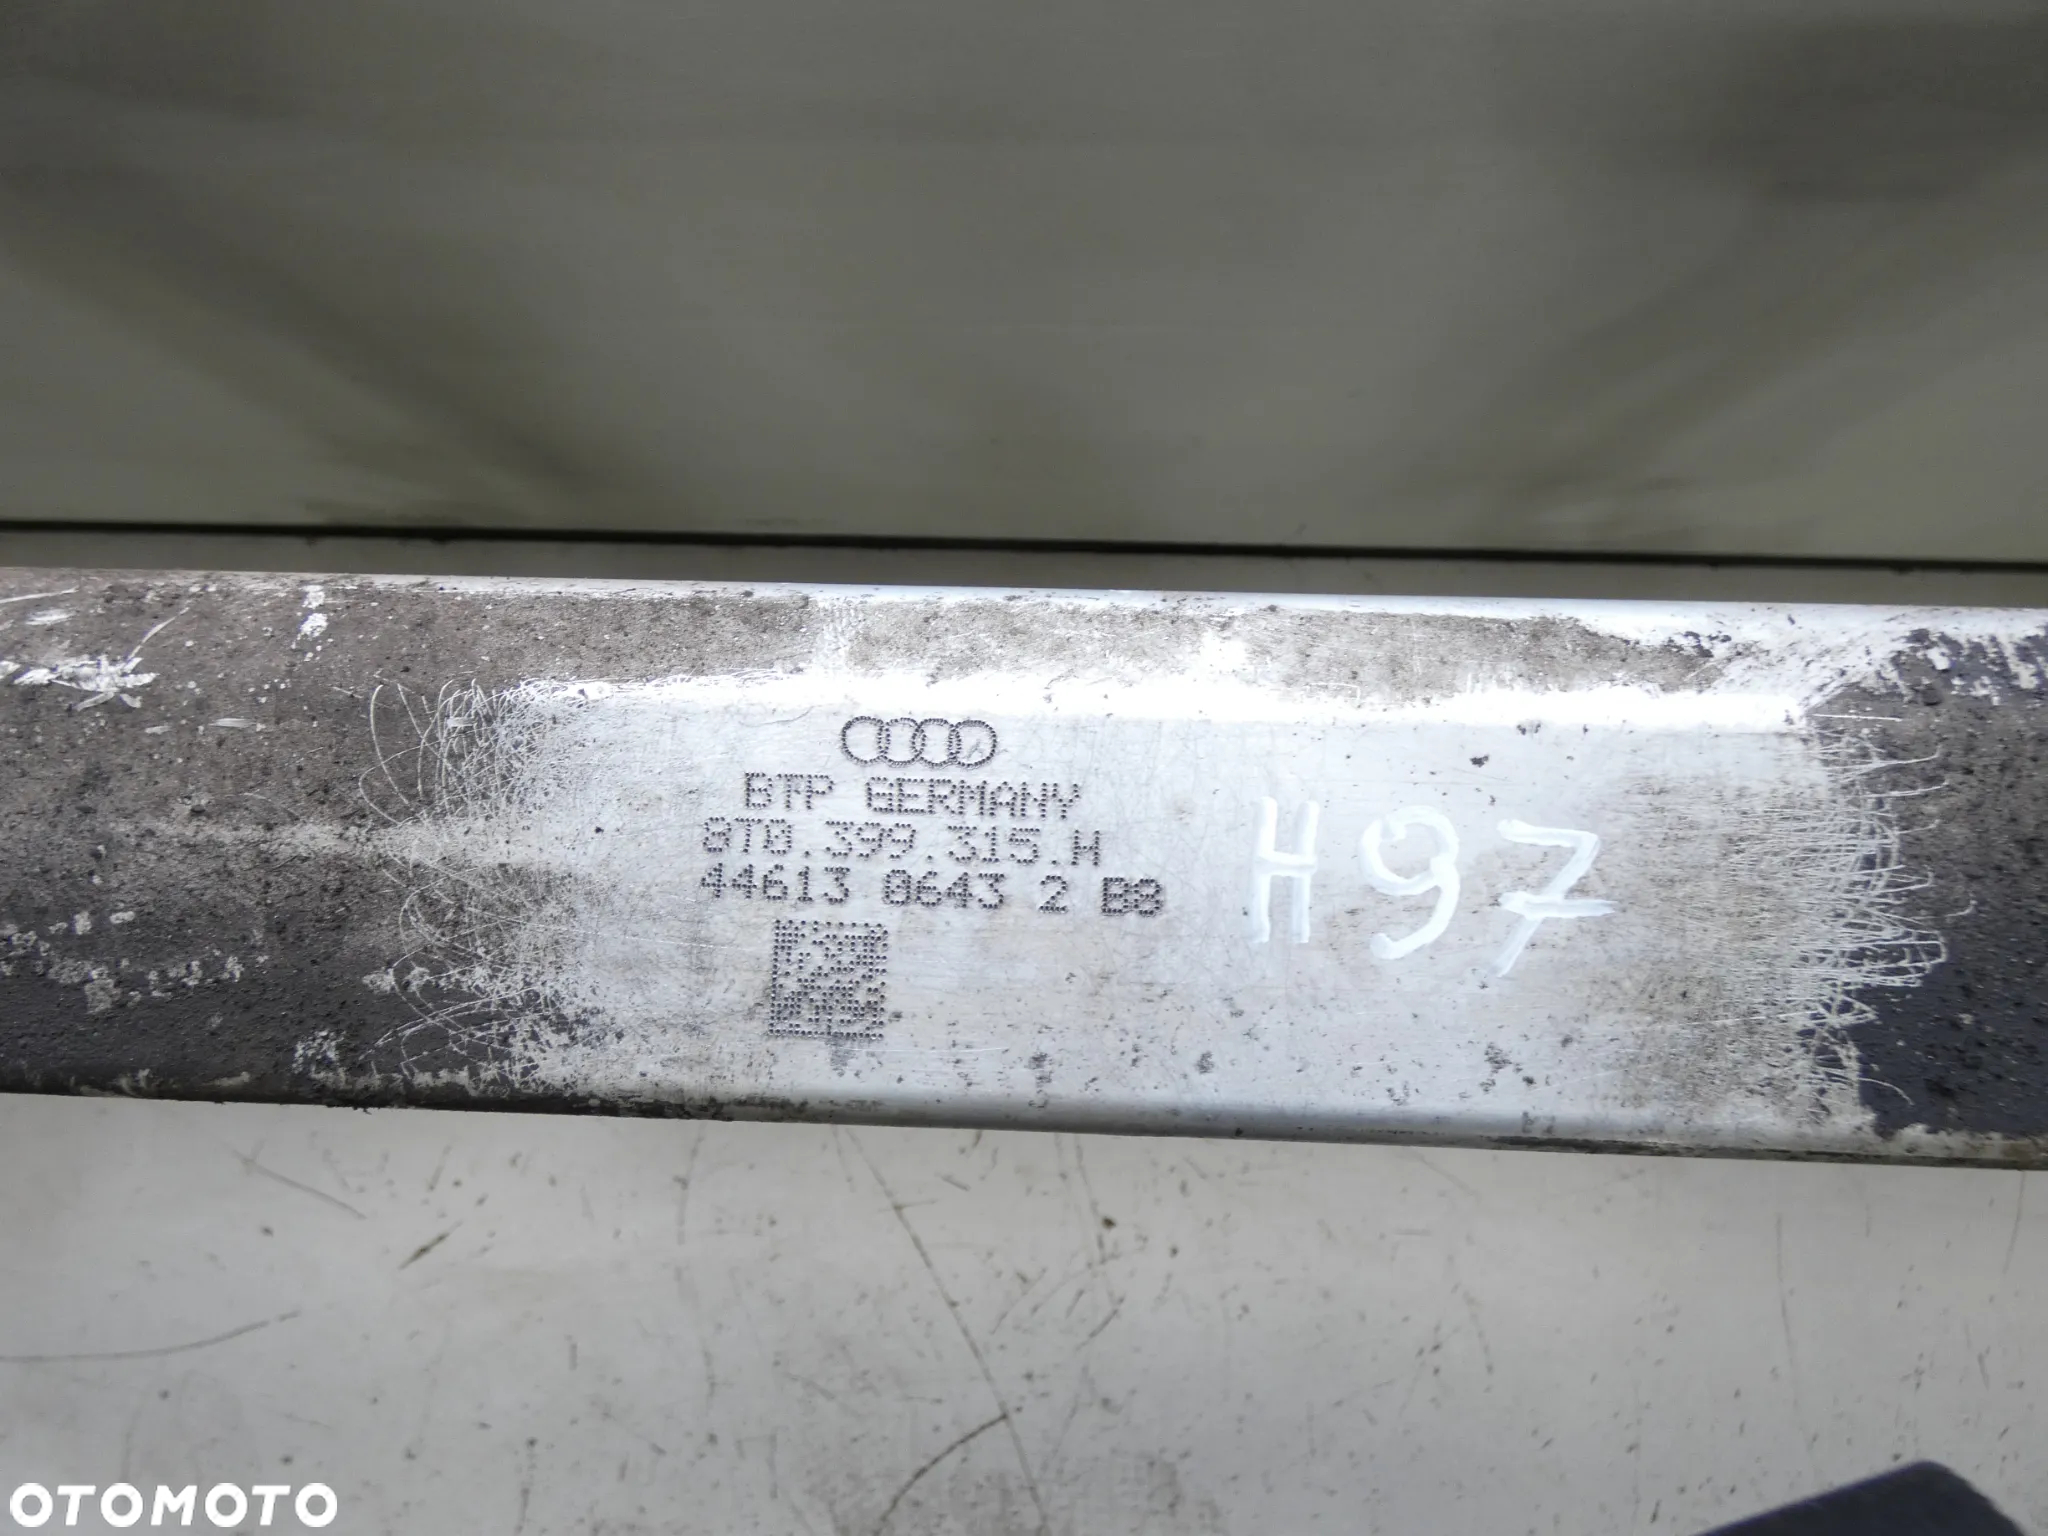 BTP GERMANY
8T0.399.315.H
44613 0643 2 B8
H97
OTOMOTO